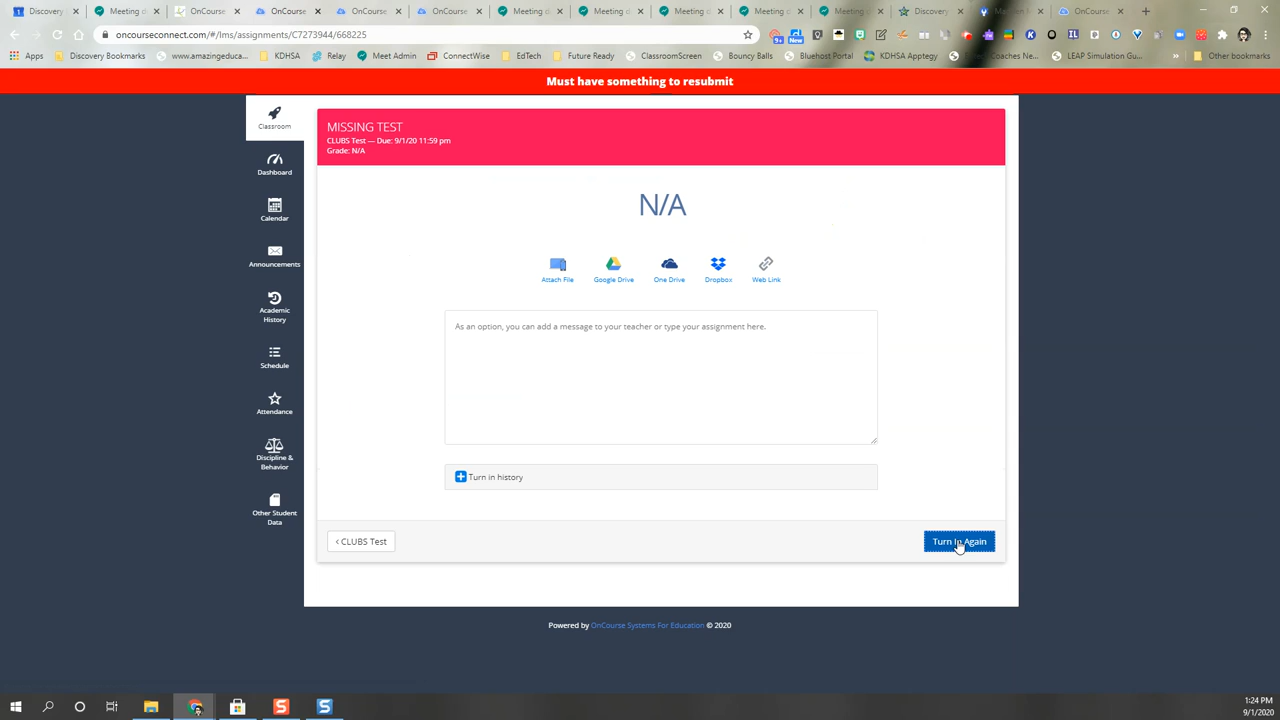 Discovery
Meeting d
OnCourse
OnCourse
OnCourse
Meeting d
OnCourse
Meeting d
Meeting d
Meeting d
Meeting d
Meeting d
Meeting d
Discovery
OnCourse
oncourseconnect.com/#/lms/assignments/C7273944/668225
Apps
Discovery Bookmarks
www.amazingeduca...
KDHSA
Infosys
Meet Admin
ConnectWise
EdTech
Future Ready
ClassroomScreen
Bouncy Balls
Bluehost Portal
KDHSA Apptegy
Essent Coaches Ne...
LEAP Simulation Gu...
Other bookmarks
Must have something to resubmit
Classroom
MISSING TEST
CLUBS Test — Due: 9/1/20 11:59 pm
Grade: N/A
Dashboard
Calendar
Announcements
Academic
History
Schedule
Attendance
Discipline &
Behavior
Other Student
Data
N/A
Attach File
Google Drive
One Drive
Dropbox
Web Link
As an option, you can add a message to your teacher or type your assignment here.
Turn in history
‹ CLUBS Test
Turn In Again
Powered by OnCourse Systems For Education © 2020
1:24 PM
9/1/2020